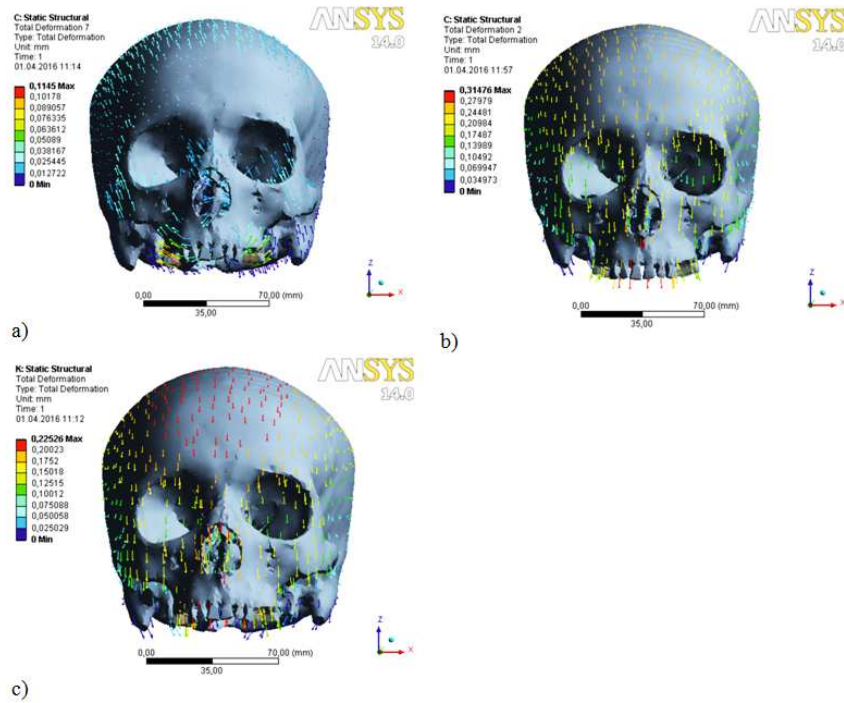 C: Static Structural
Total Deformation 7
Type: Total Deformation
Unit: mm
Time: 1
01.04.2016 11:14
0,1145 Max
0,10178
0,089057
0,076335
0,063612
0,05089
0,038167
0,025445
0,012722
0 Min
ANSYS
14.0
Z
X
0,00
70,00 (mm)
35,00
a)
C: Static Structural
Total Deformation 2
Type: Total Deformation
Unit: mm
Time: 1
01.04.2016 11:57
0,31476 Max
0,27979
0,24481
0,20984
0,17487
0,13989
0,10492
0,069947
0,034973
0 Min
ANSYS
14.0
Z
X
0,00
70,00 (mm)
35,00
b)
K: Static Structural
Total Deformation
Type: Total Deformation
Unit: mm
Time: 1
01.04.2016 11:12
0,22526 Max
0,20023
0,1752
0,15018
0,12515
0,10012
0,075088
0,050058
0,025029
0 Min
ANSYS
14.0
Z
X
0,00
70,00 (mm)
35,00
c)